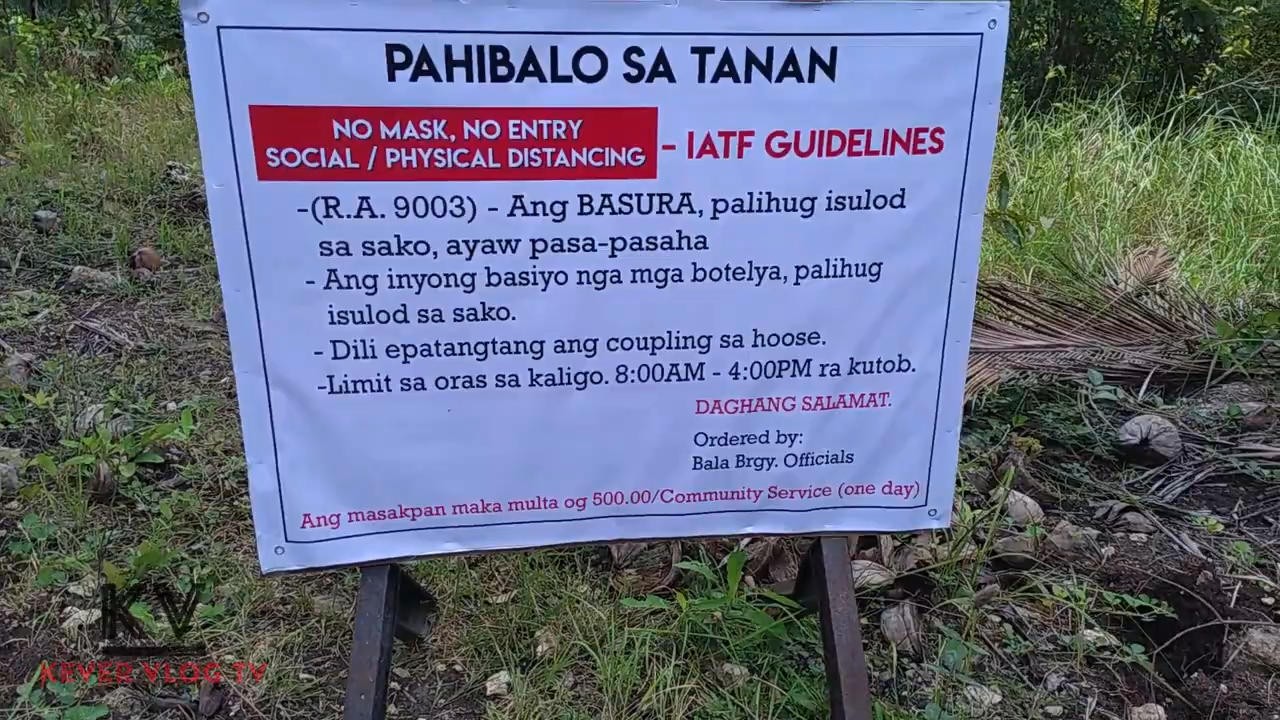 PAHIBALO SA TANAN
NO MASK, NO ENTRY
SOCIAL / PHYSICAL DISTANCING
- IATF GUIDELINES
-(R.A. 9003) - Ang BASURA, palihug isulod
sa sako, ayaw pasa-pasaha
- Ang inyong basiyo nga mga botelya, palihug
isulod sa sako.
- Dili epatangtang ang coupling sa hoose.
-Limit sa oras sa kaligo. 8:00AM - 4:00PM ra kutob.
DAGHANG SALAMAT.
Ordered by:
Bala Brgy. Officials
Ang masakpan maka multa og 500.00/Community Service (one day)
KV
KEVER VLOG TV